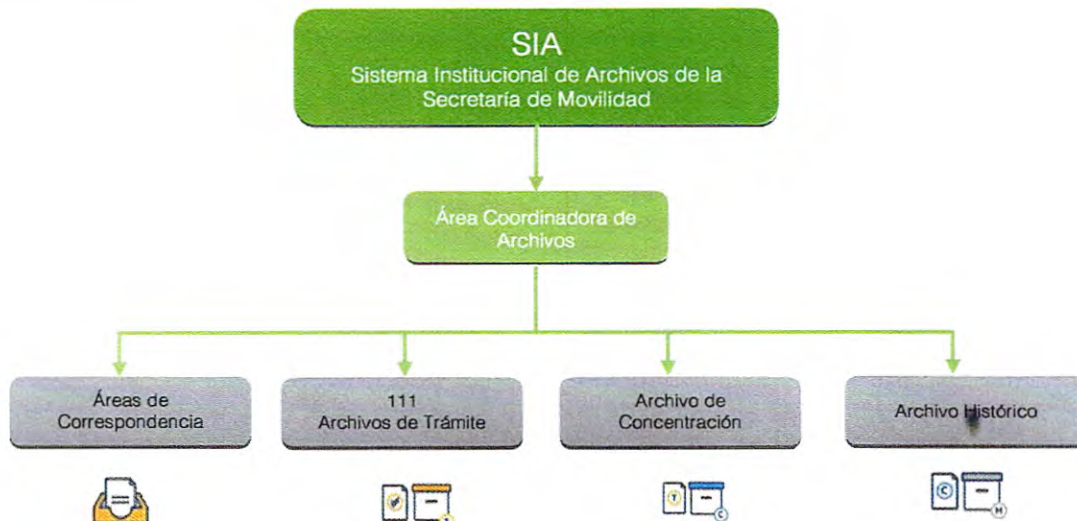 SIA
Sistema Institucional de Archivos de la
Secretaría de Movilidad
Área Coordinadora de
Archivos
Áreas de
Correspondencia
111
Archivos de Trámite
Archivo de
Concentración
Archivo Histórico
T
C
C
H